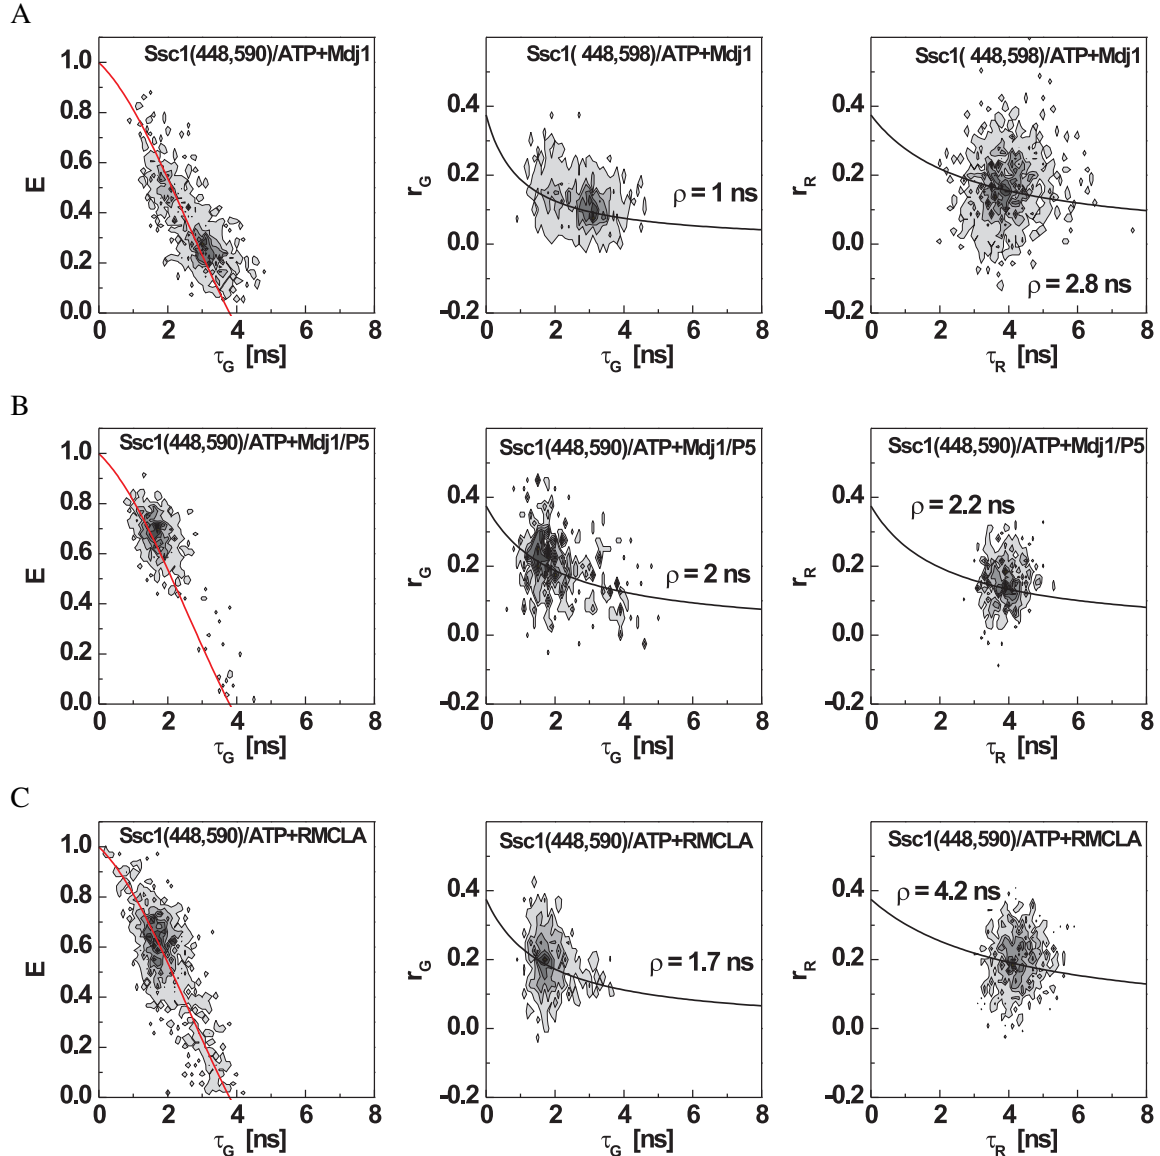 A
Ssc1(448,590)/ATP+Mdj1
1.0
0.8
0.6
0.4
0.2
0.0
E
0 2 4 6 8
τG [ns]
Ssc1( 448,598)/ATP+Mdj1
0.4
0.2
0.0
-0.2
rG
ρ = 1 ns
0 2 4 6 8
τG [ns]
Ssc1( 448,598)/ATP+Mdj1
0.4
0.2
0.0
-0.2
rR
ρ = 2.8 ns
0 2 4 6 8
τR [ns]
B
Ssc1(448,590)/ATP+Mdj1/P5
1.0
0.8
0.6
0.4
0.2
0.0
E
0 2 4 6 8
τG [ns]
Ssc1(448,590)/ATP+Mdj1/P5
0.4
0.2
0.0
-0.2
rG
ρ = 2 ns
0 2 4 6 8
τG [ns]
Ssc1(448,590)/ATP+Mdj1/P5
0.4
0.2
0.0
-0.2
rR
ρ = 2.2 ns
0 2 4 6 8
τR [ns]
C
Ssc1(448,590)/ATP+RMCLA
1.0
0.8
0.6
0.4
0.2
0.0
E
0 2 4 6 8
τG [ns]
Ssc1(448,590)/ATP+RMCLA
0.4
0.2
0.0
-0.2
rG
ρ = 1.7 ns
0 2 4 6 8
τG [ns]
Ssc1(448,590)/ATP+RMCLA
0.4
0.2
0.0
-0.2
rR
ρ = 4.2 ns
0 2 4 6 8
τR [ns]